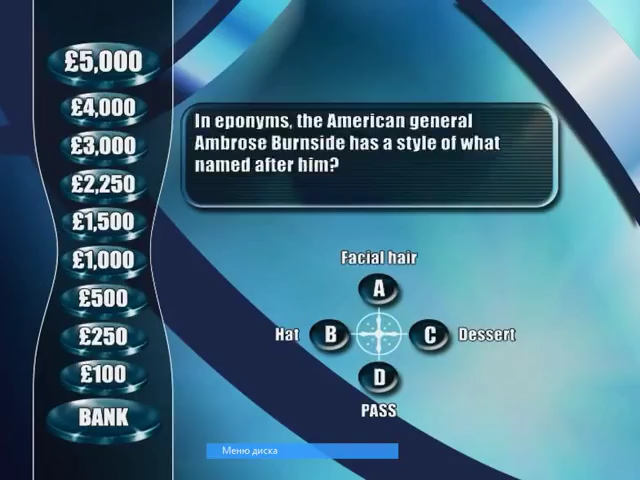 £5,000
£4,000
£3,000
£2,250
£1,500
£1,000
£500
£250
£100
BANK
In eponyms, the American general
Ambrose Burnside has a style of what
named after him?
Facial hair
A
Hat B C Dessert
D
PASS
Меню диска